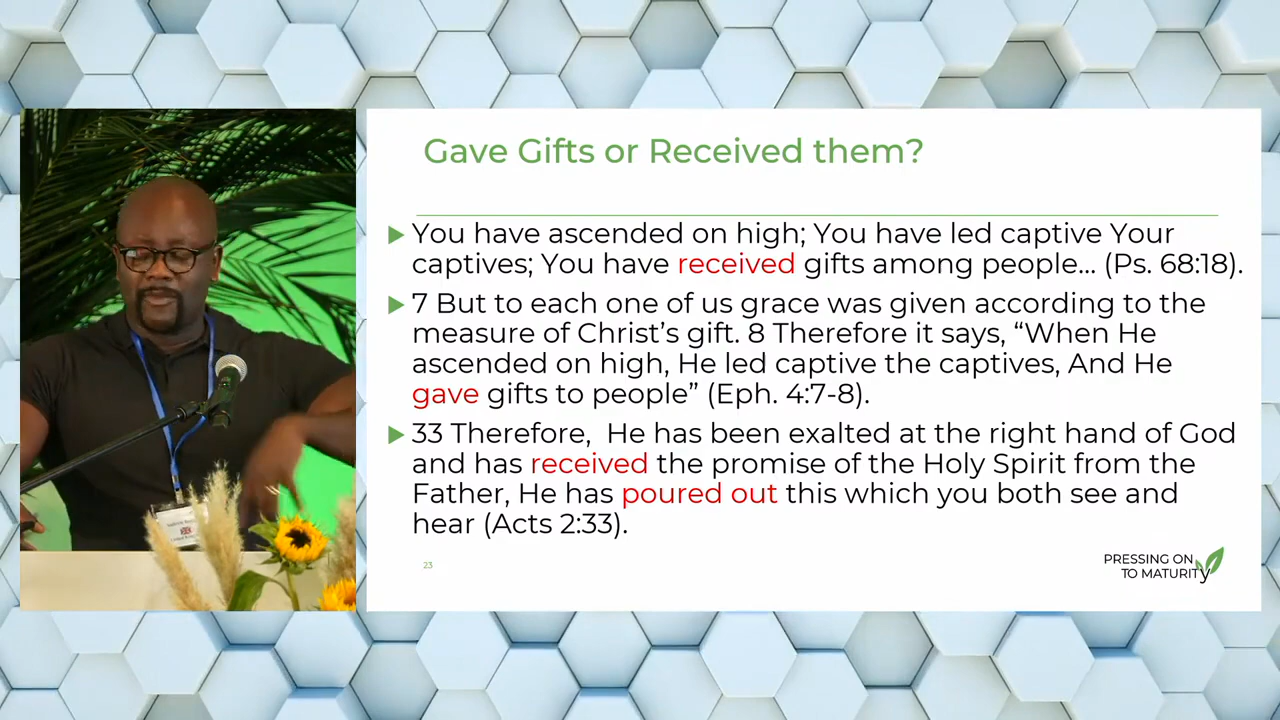 Gave Gifts or Received them?
You have ascended on high; You have led captive Your
captives; You have received gifts among people... (Ps. 68:18).
7 But to each one of us grace was given according to the
measure of Christ’s gift. 8 Therefore it says, “When He
ascended on high, He led captive the captives, And He
gave gifts to people” (Eph. 4:7-8).
33 Therefore,  He has been exalted at the right hand of God
and has received the promise of the Holy Spirit from the
Father, He has poured out this which you both see and
hear (Acts 2:33).
23
PRESSING ON
TO MATURITy